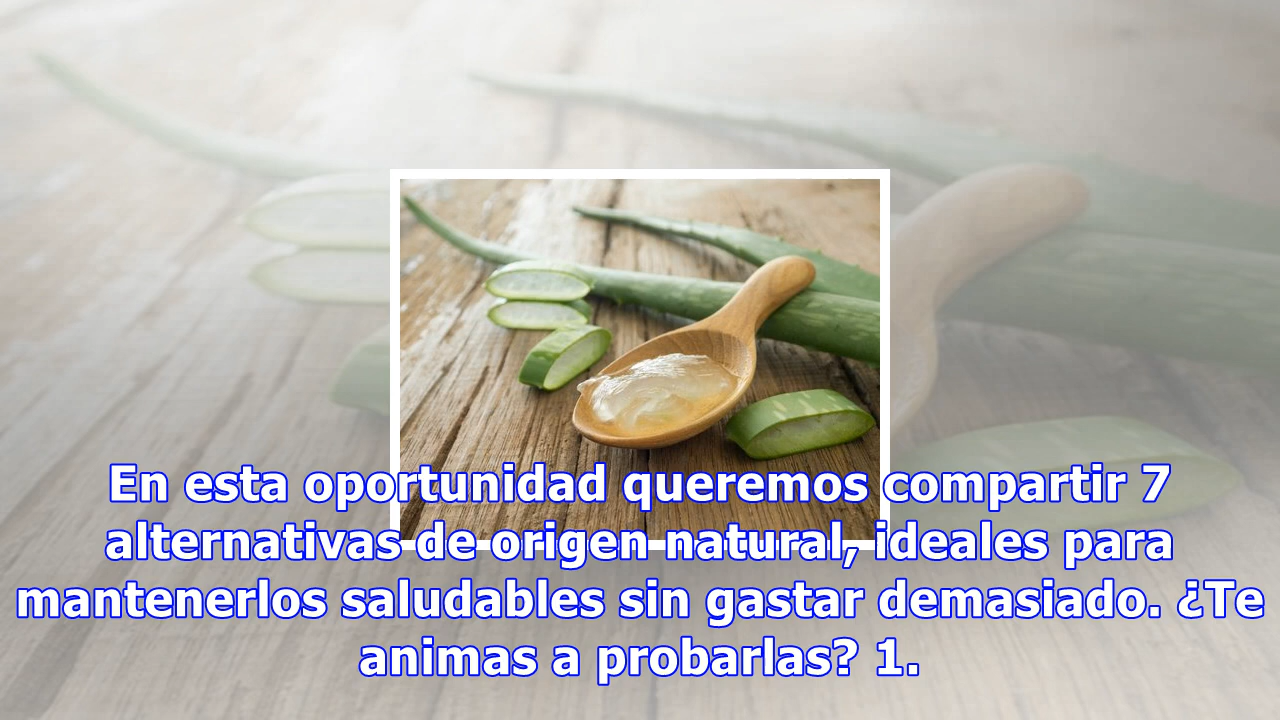 En esta oportunidad queremos compartir 7
alternativas de origen natural, ideales para
mantenerlos saludables sin gastar demasiado. ¿Te
animas a probarlas? 1.